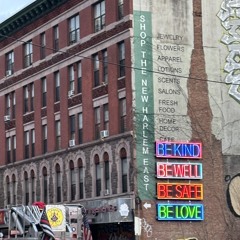 SHOP THE NEW HARLEM EAST
JEWELRY
FLOWERS
APPAREL
LOTIONS
SCENTS
SALONS
FRESH
FOOD
HOME
DECOR
CAFE
BE KIND
BE WELL
BE SAFE
BE LOVE